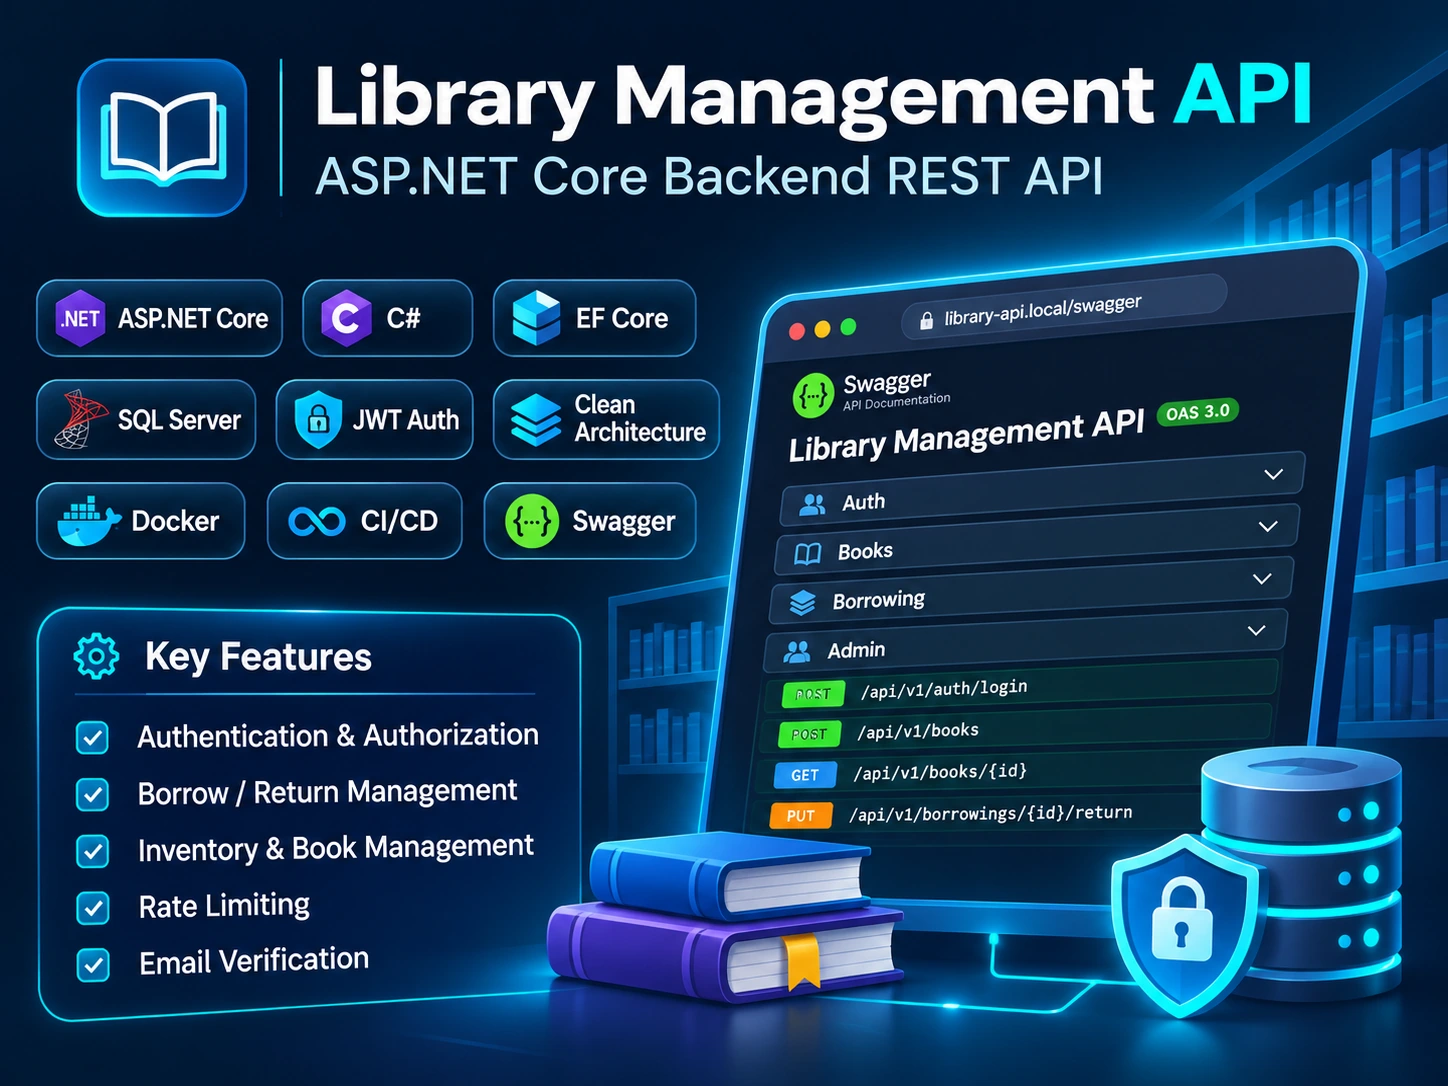 Library Management API
ASP.NET Core Backend REST API
.NET ASP.NET Core
C C#
EF Core
SQL Server
JWT Auth
Clean
Architecture
Docker
CI/CD
{...} Swagger
Key Features
Authentication & Authorization
Borrow / Return Management
Inventory & Book Management
Rate Limiting
Email Verification
library-api.local/swagger
{...} Swagger
API Documentation
Library Management API OAS 3.0
Auth
Books
Borrowing
Admin
POST /api/v1/auth/login
POST /api/v1/books
GET /api/v1/books/{id}
PUT /api/v1/borrowings/{id}/return